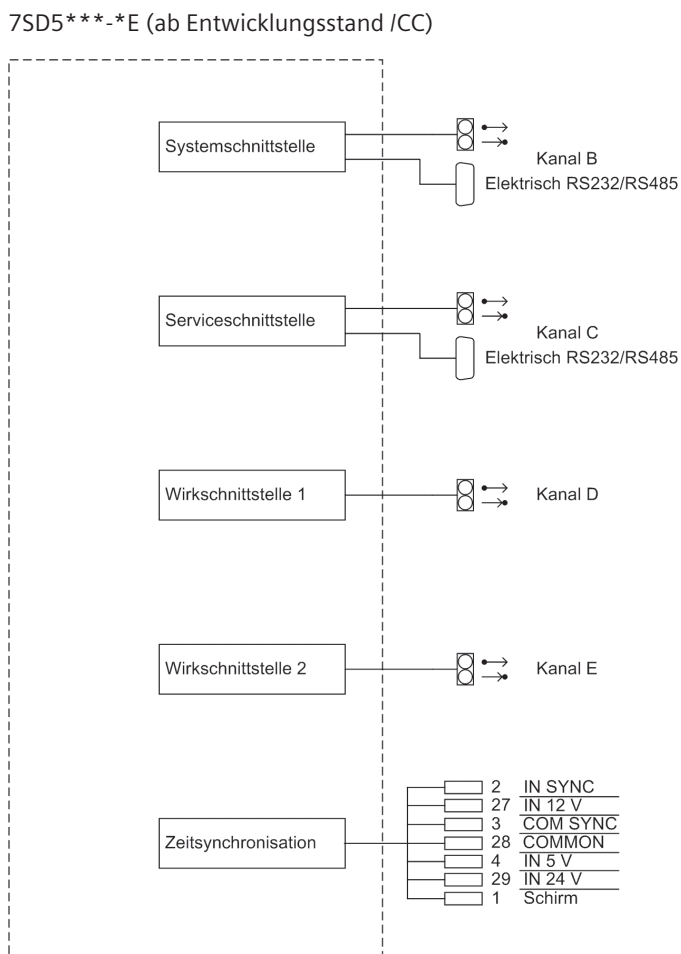 7SD5***-*E (ab Entwicklungsstand /CC)
Systemschnittstelle
Kanal B
Elektrisch RS232/RS485
Serviceschnittstelle
Kanal C
Elektrisch RS232/RS485
Wirkschnittstelle 1
Kanal D
Wirkschnittstelle 2
Kanal E
Zeitsynchronisation
2 IN SYNC
27 IN 12 V
3 COM SYNC
28 COMMON
4 IN 5 V
29 IN 24 V
1 Schirm